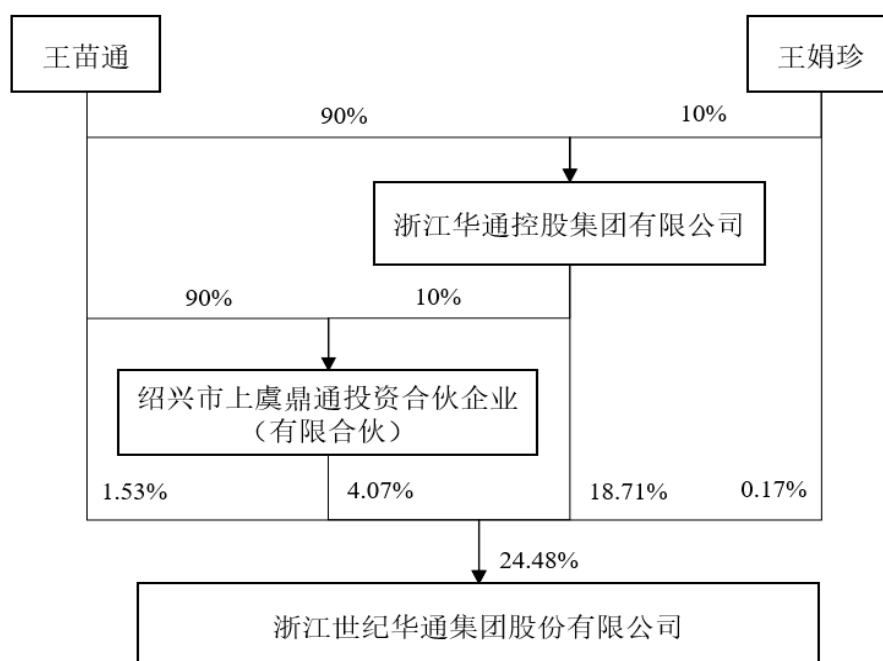 王苗通
王娟珍
90%
10%
浙江华通控股集团有限公司
90%
10%
绍兴市上虞鼎通投资合伙企业
（有限合伙）
1.53%
4.07%
18.71%
0.17%
24.48%
浙江世纪华通集团股份有限公司